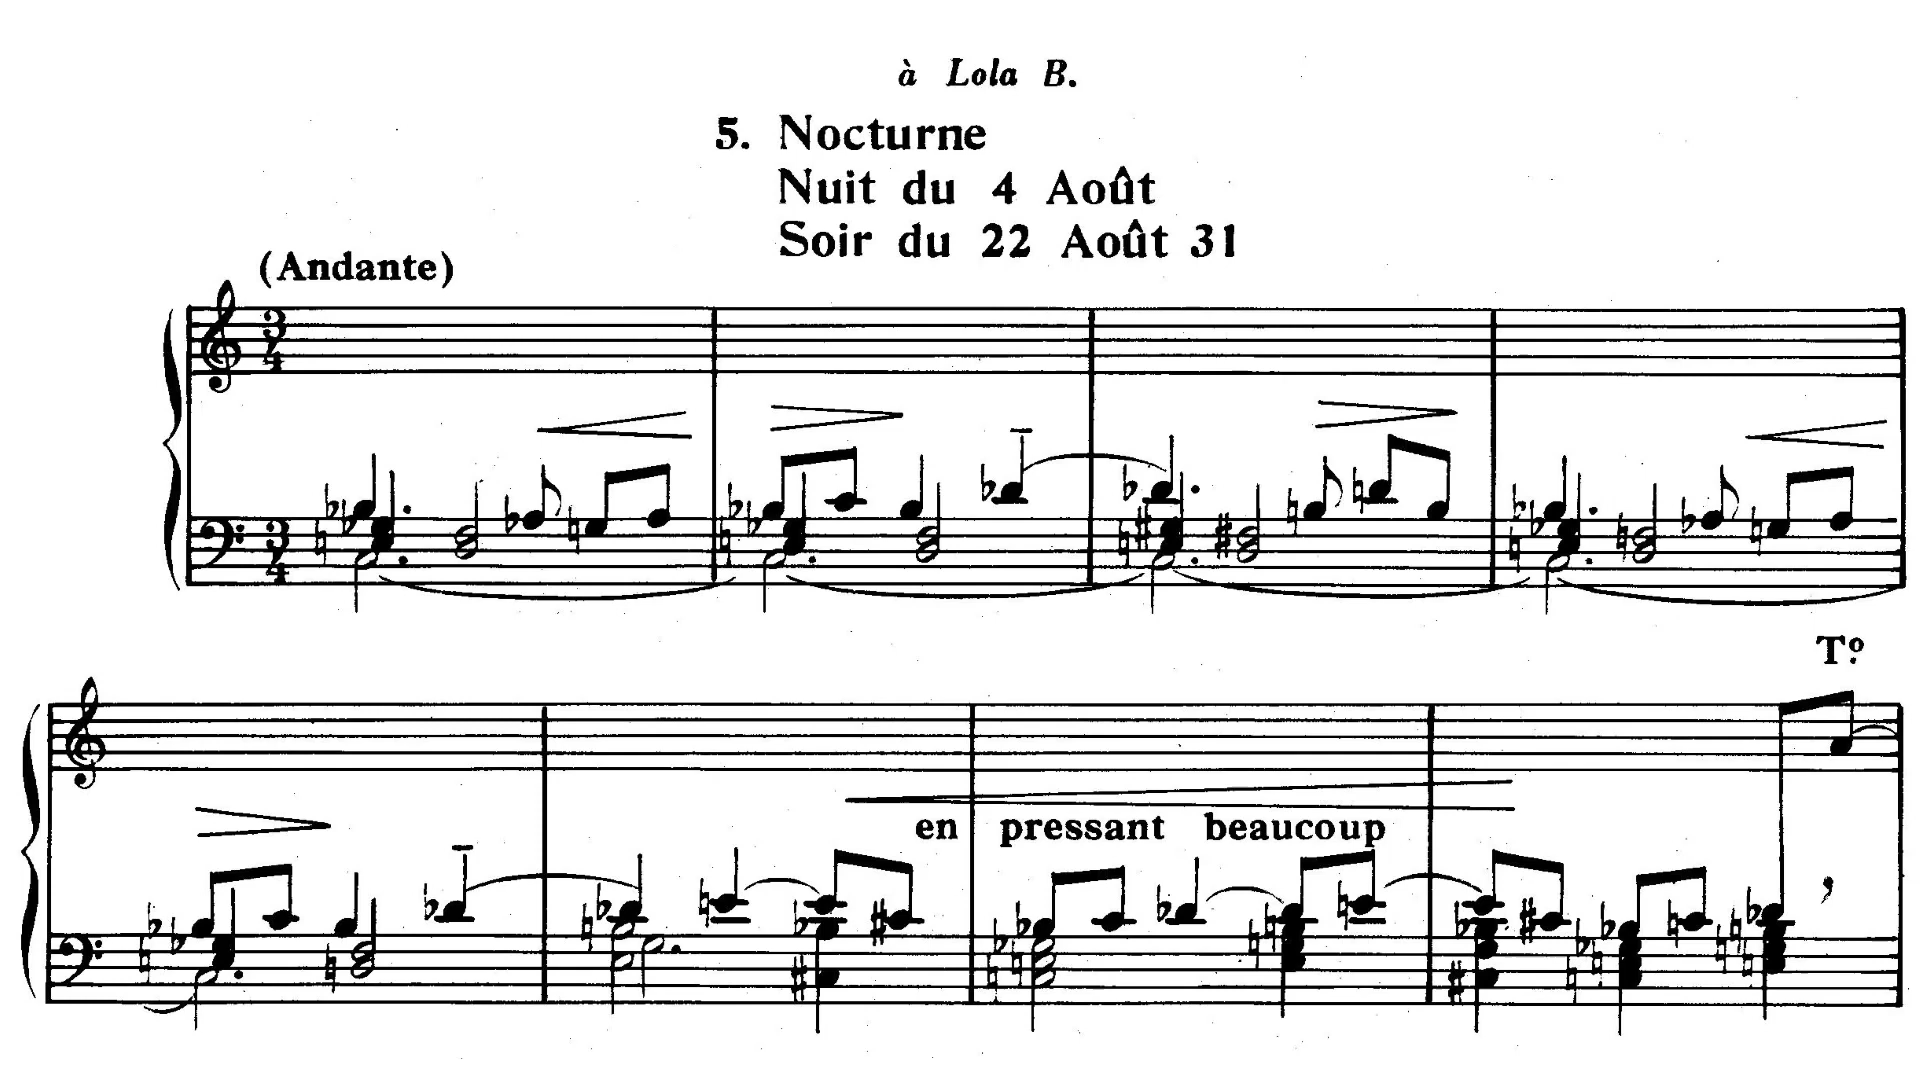 à Lola B.
5. Nocturne
Nuit du 4 Août
Soir du 22 Août 31
(Andante)
3
4
3
4
Tº.
en pressant beaucoup